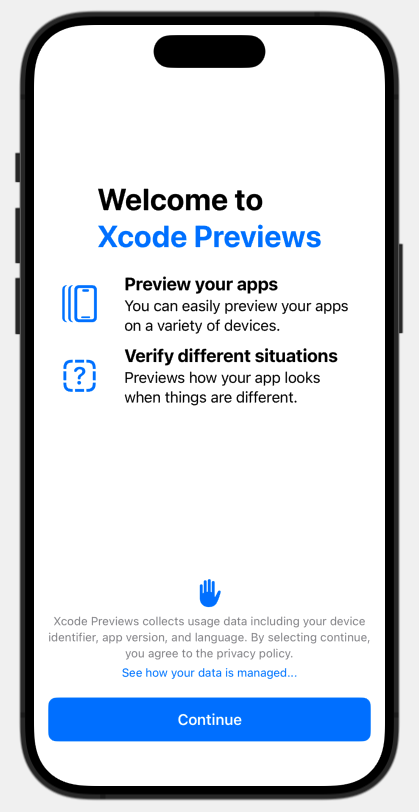 Welcome to
Xcode Previews
Preview your apps
You can easily preview your apps
on a variety of devices.
Verify different situations
Previews how your app looks
when things are different.
Xcode Previews collects usage data including your device
identifier, app version, and language. By selecting continue,
you agree to the privacy policy.
See how your data is managed...
Continue